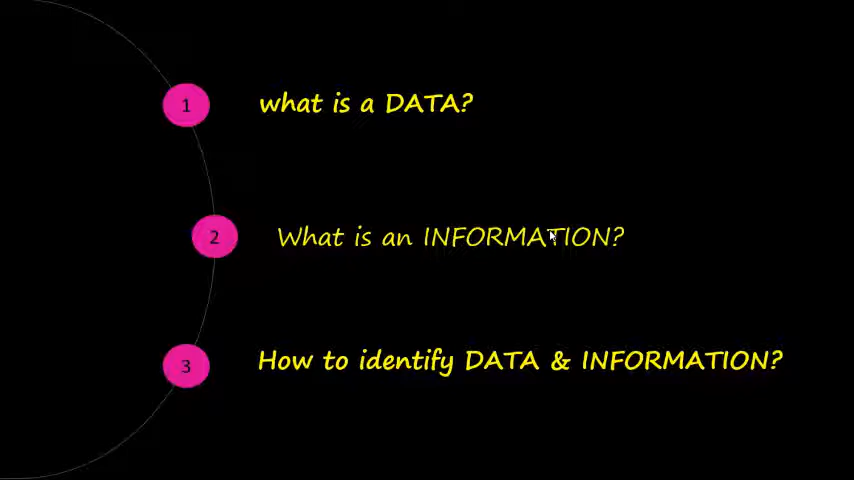 1 what is a DATA?
2 What is an INFORMATION?
3 How to identify DATA & INFORMATION?